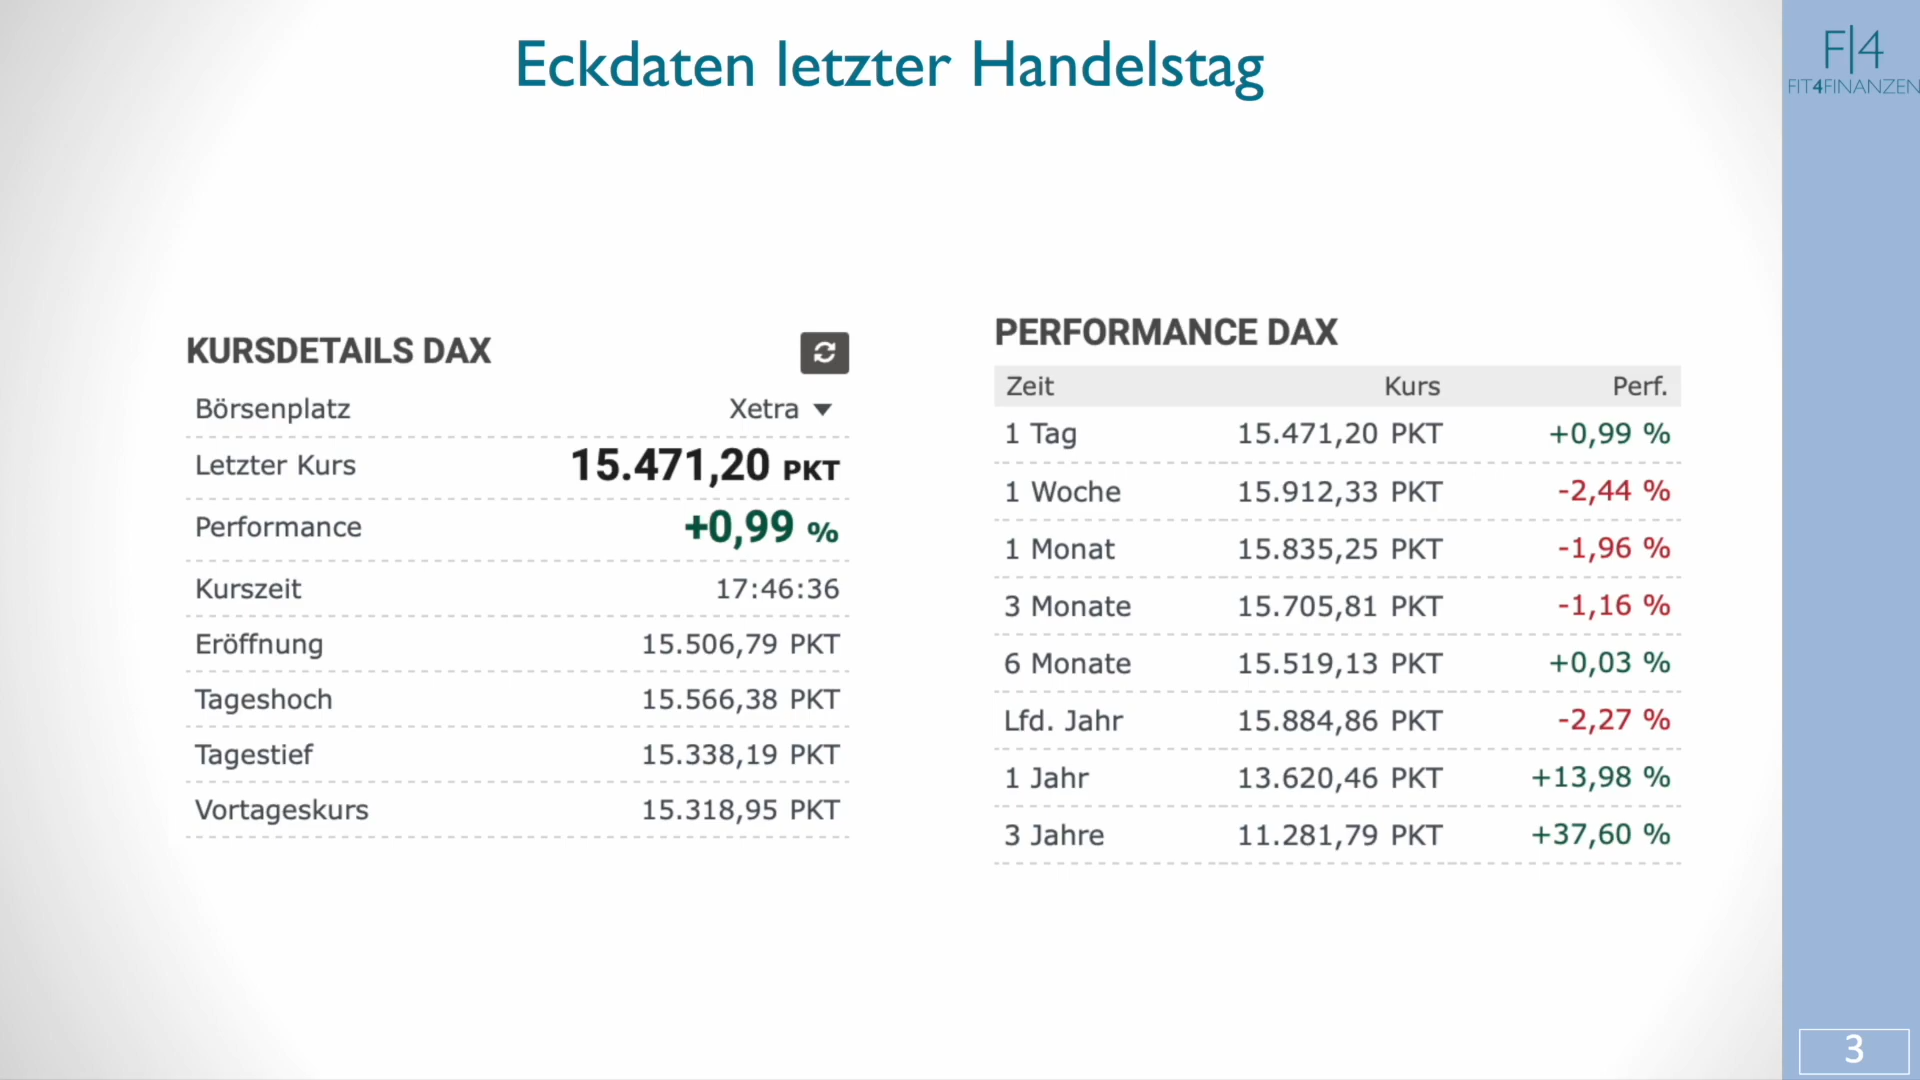 Eckdaten letzter Handelstag
F|4
FIT4FINANZEN
KURSDETAILS DAX
Börsenplatz Xetra
Letzter Kurs 15.471,20 PKT
Performance +0,99 %
Kurszeit 17:46:36
Eröffnung 15.506,79 PKT
Tageshoch 15.566,38 PKT
Tagestief 15.338,19 PKT
Vortageskurs 15.318,95 PKT
PERFORMANCE DAX
Zeit Kurs Perf.
1 Tag 15.471,20 PKT +0,99 %
1 Woche 15.912,33 PKT -2,44 %
1 Monat 15.835,25 PKT -1,96 %
3 Monate 15.705,81 PKT -1,16 %
6 Monate 15.519,13 PKT +0,03 %
Lfd. Jahr 15.884,86 PKT -2,27 %
1 Jahr 13.620,46 PKT +13,98 %
3 Jahre 11.281,79 PKT +37,60 %
3